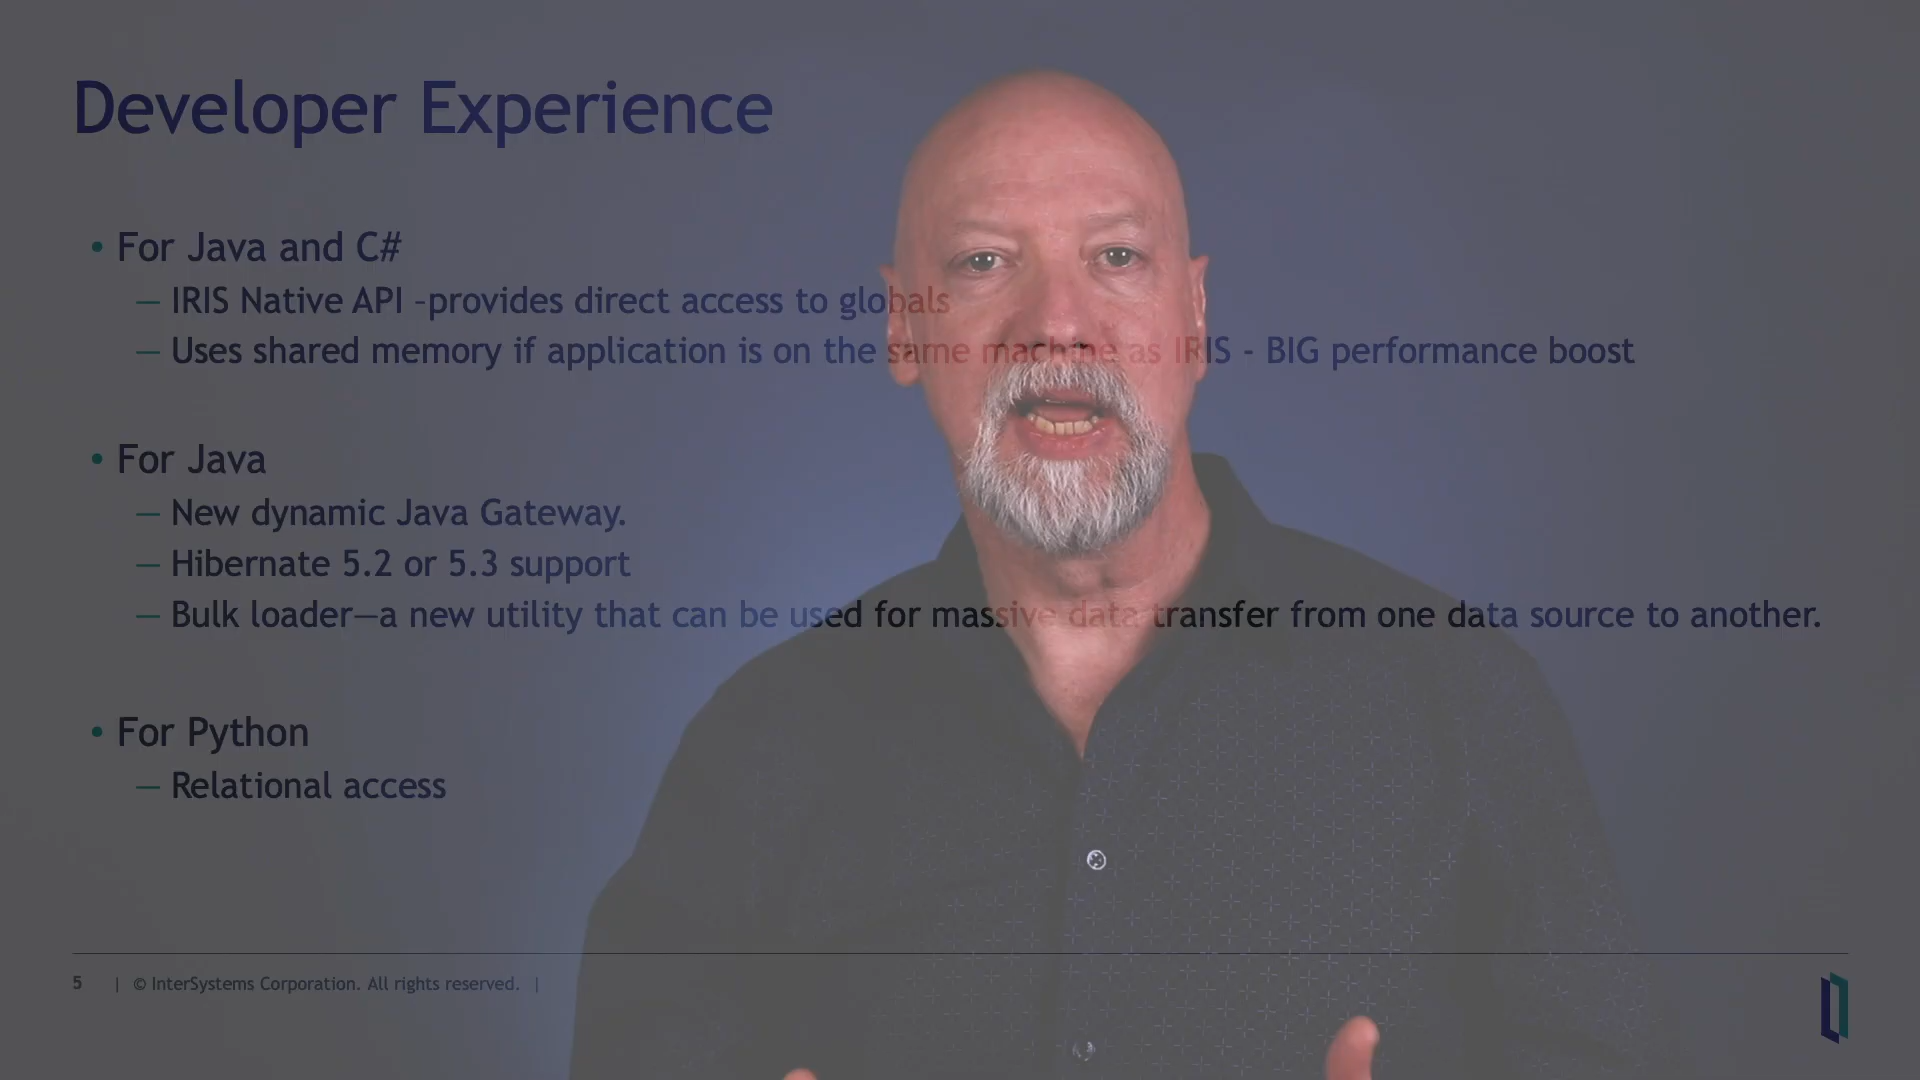 Developer Experience
• For Java and C#
— IRIS Native API –provides direct access to globals
— Uses shared memory if application is on the same machine as IRIS - BIG performance boost
• For Java
— New dynamic Java Gateway.
— Hibernate 5.2 or 5.3 support
— Bulk loader—a new utility that can be used for massive data transfer from one data source to another.
• For Python
— Relational access
5 | © InterSystems Corporation. All rights reserved. |